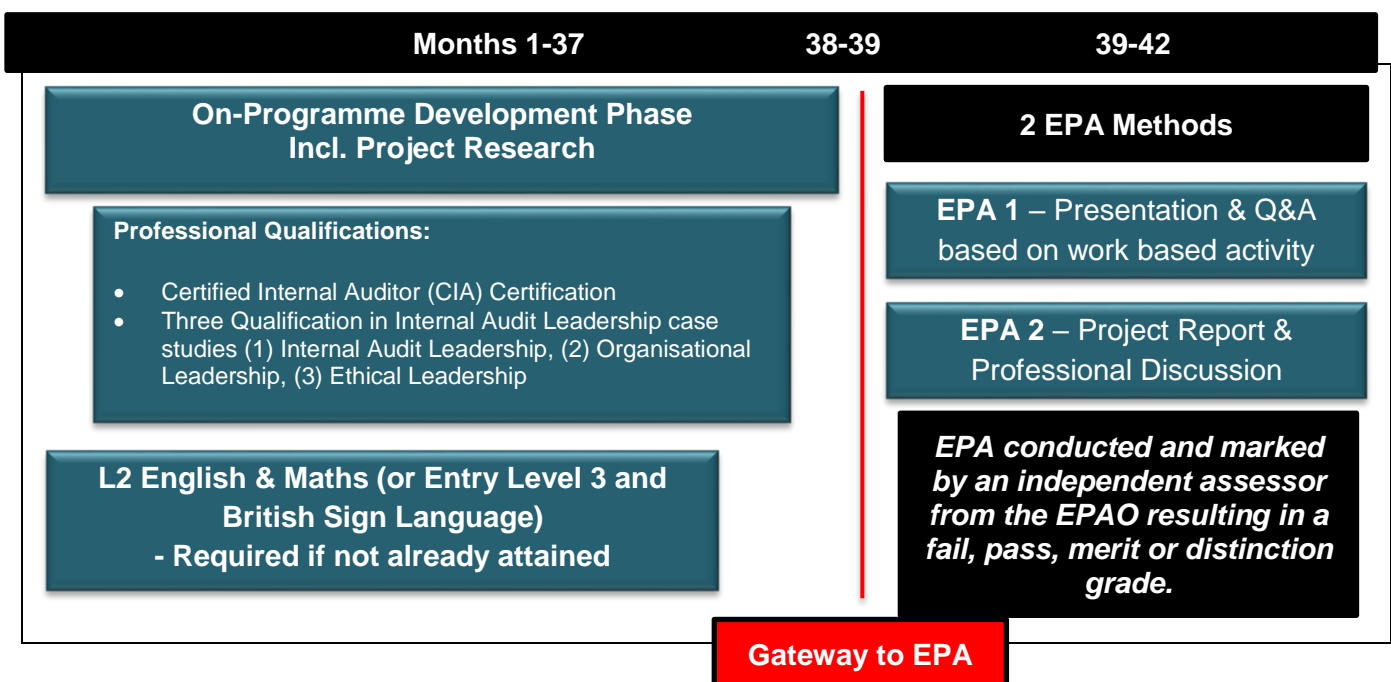 Months 1-37 38-39 39-42
On-Programme Development Phase
Incl. Project Research
Professional Qualifications:
• Certified Internal Auditor (CIA) Certification
• Three Qualification in Internal Audit Leadership case
studies (1) Internal Audit Leadership, (2) Organisational
Leadership, (3) Ethical Leadership
L2 English & Maths (or Entry Level 3 and
British Sign Language)
- Required if not already attained
2 EPA Methods
EPA 1 – Presentation & Q&A
based on work based activity
EPA 2 – Project Report &
Professional Discussion
EPA conducted and marked
by an independent assessor
from the EPAO resulting in a
fail, pass, merit or distinction
grade.
Gateway to EPA